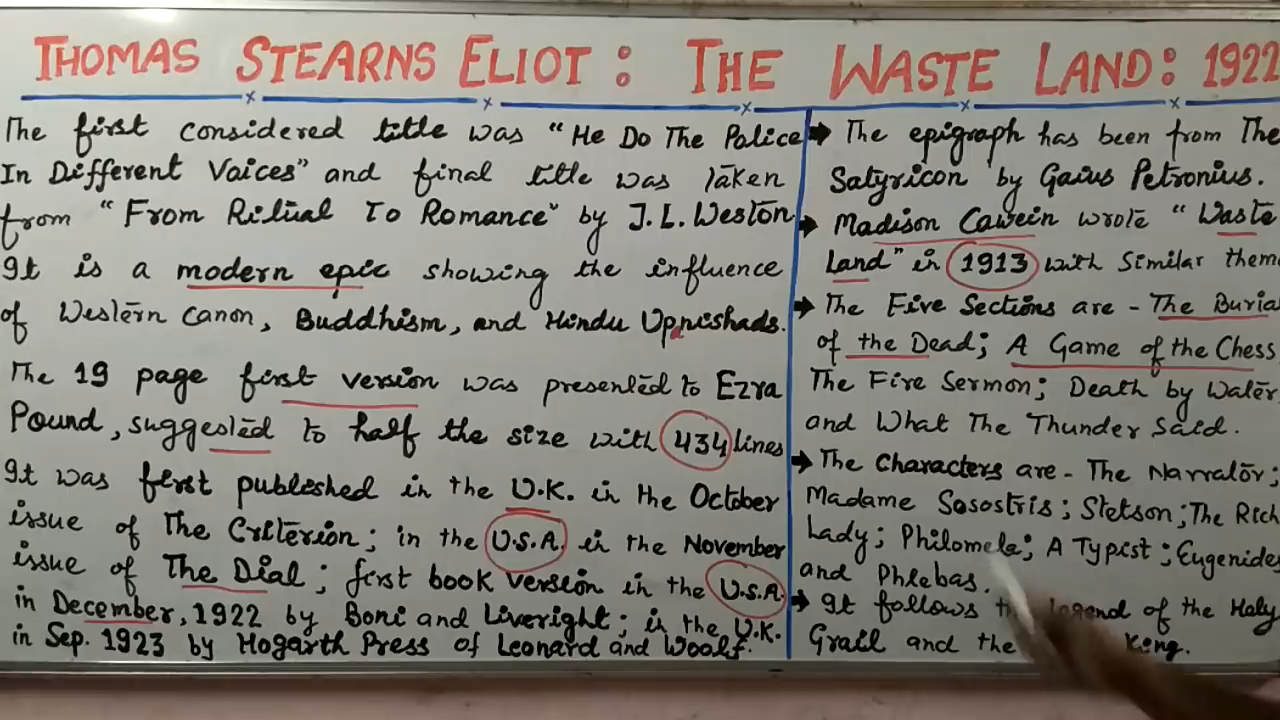 THOMAS STEARNS ELIOT: THE WASTE LAND: 1922
The first considered title was "He Do The Police
In Different Voices" and final title was Taken
from "From Ritual To Romance" by J.L. Weston
It is a modern epic showing the influence
of Western Canon, Buddhism, and Hindu Upanishads.
The 19 page first version was presented to Ezra
Pound, suggested to half the size with 434 lines
It was first published in the U.K. in the October
issue of The Criterion; in the U.S.A. in the November
issue of The Dial; first book version in the U.S.A.
in December, 1922 by Boni and Liveright; in the U.K.
in Sep. 1923 by Hogarth Press of Leonard and Woolf.
➡ The epigraph has been from The
Satyricon by Gaius Petronius.
➡ Madison Cawein wrote "Waste
Land" in 1913 with similar them
➡ The Five Sections are - The Burial
of the Dead; A Game of the Chess
The Fire Sermon; Death by Water
and What The Thunder Said.
➡ The Characters are - The Narrator;
Madame Sosostris; Stetson; The Rich
Lady; Philomela; A Typist; Eugenides
and Phlebas.
➡ It follows the legend of the Holy
Grail and the King.